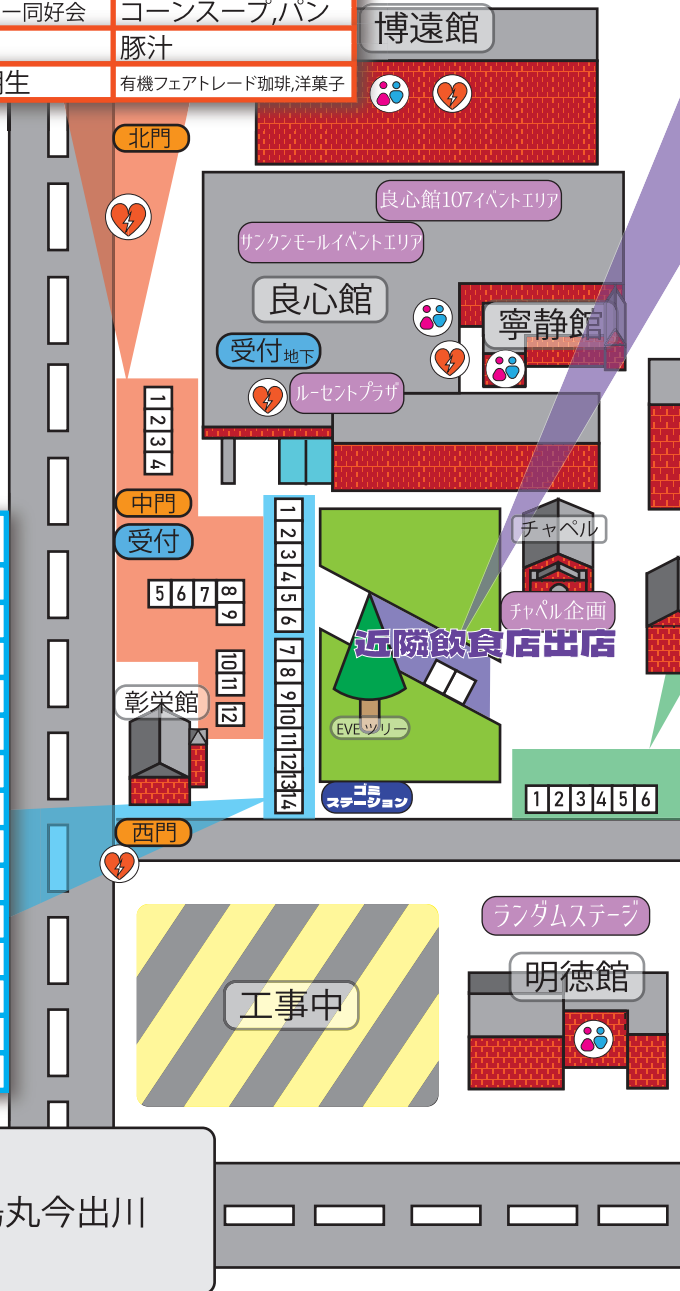 ー同好会 コーンスープ,パン
豚汁
生 有機フェアトレード珈琲,洋菓子
博遠館
北門
良心館107イベントエリア
サンクンモールイベントエリア
良心館
寧静館
受付地下
ルーセントプラザ
1
2
3
4
中門
受付
5 6 7 8
9
10
11
12
1
2
3
4
5
6
7
8
9
10
11
12
13
14
チャペル
チャペル企画
近隣飲食店出店
彰栄館
EVEツリー
ゴミ
ステーション
1 2 3 4 5 6
西門
ランダムステージ
明徳館
工事中
丸今出川